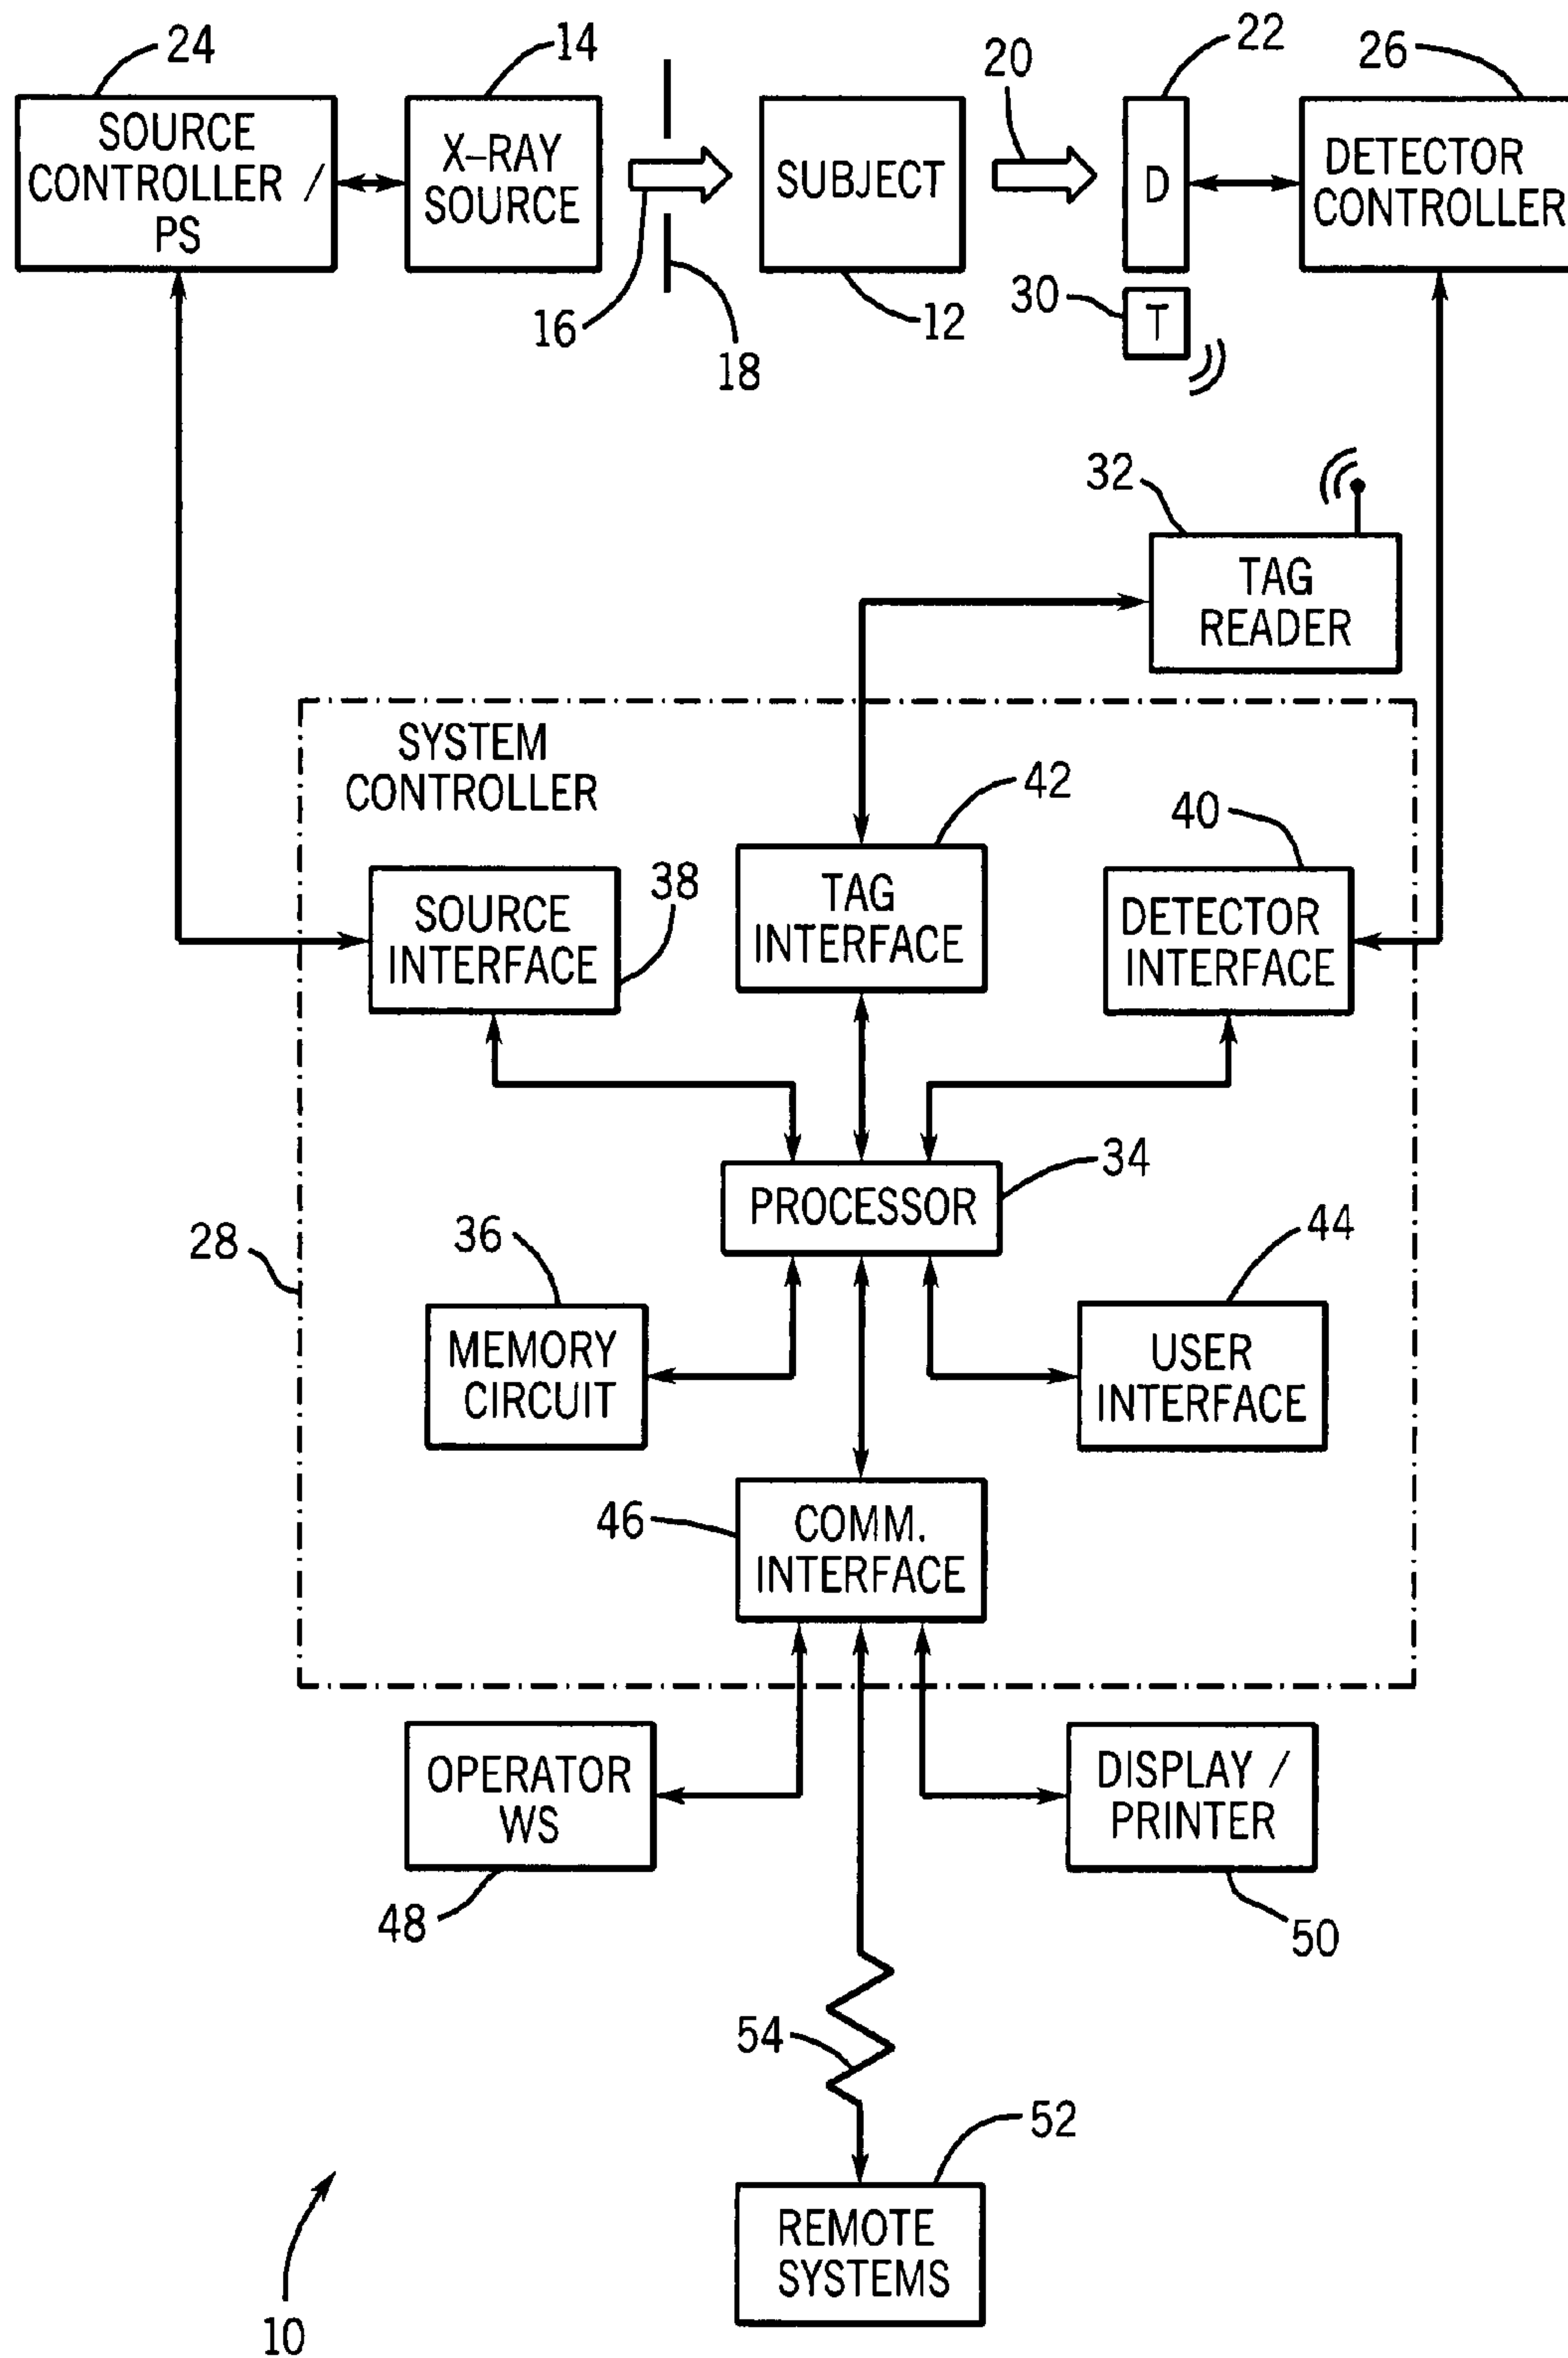 24
14
20
22
26
SOURCE
CONTROLLER /
PS
X-RAY
SOURCE
SUBJECT
D
DETECTOR
CONTROLLER
16
18
12
30
T
32
TAG
READER
SYSTEM
CONTROLLER
42
40
38
SOURCE
INTERFACE
TAG
INTERFACE
DETECTOR
INTERFACE
34
PROCESSOR
28
36
44
MEMORY
CIRCUIT
USER
INTERFACE
46
COMM.
INTERFACE
OPERATOR
WS
DISPLAY /
PRINTER
48
50
54
52
REMOTE
SYSTEMS
10